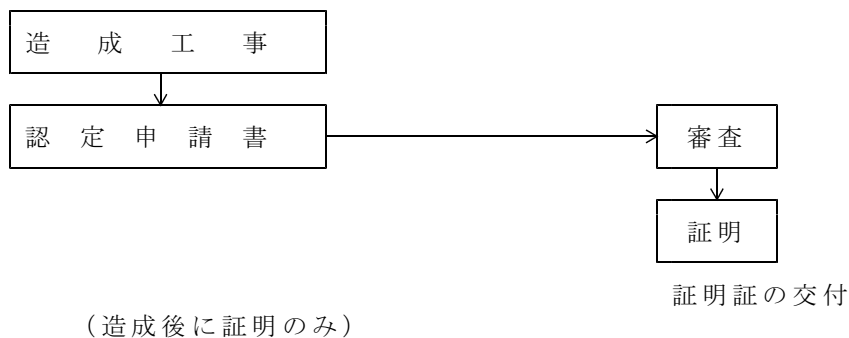 造成工事
認定申請書
審査
証明
証明証の交付
（造成後に証明のみ）